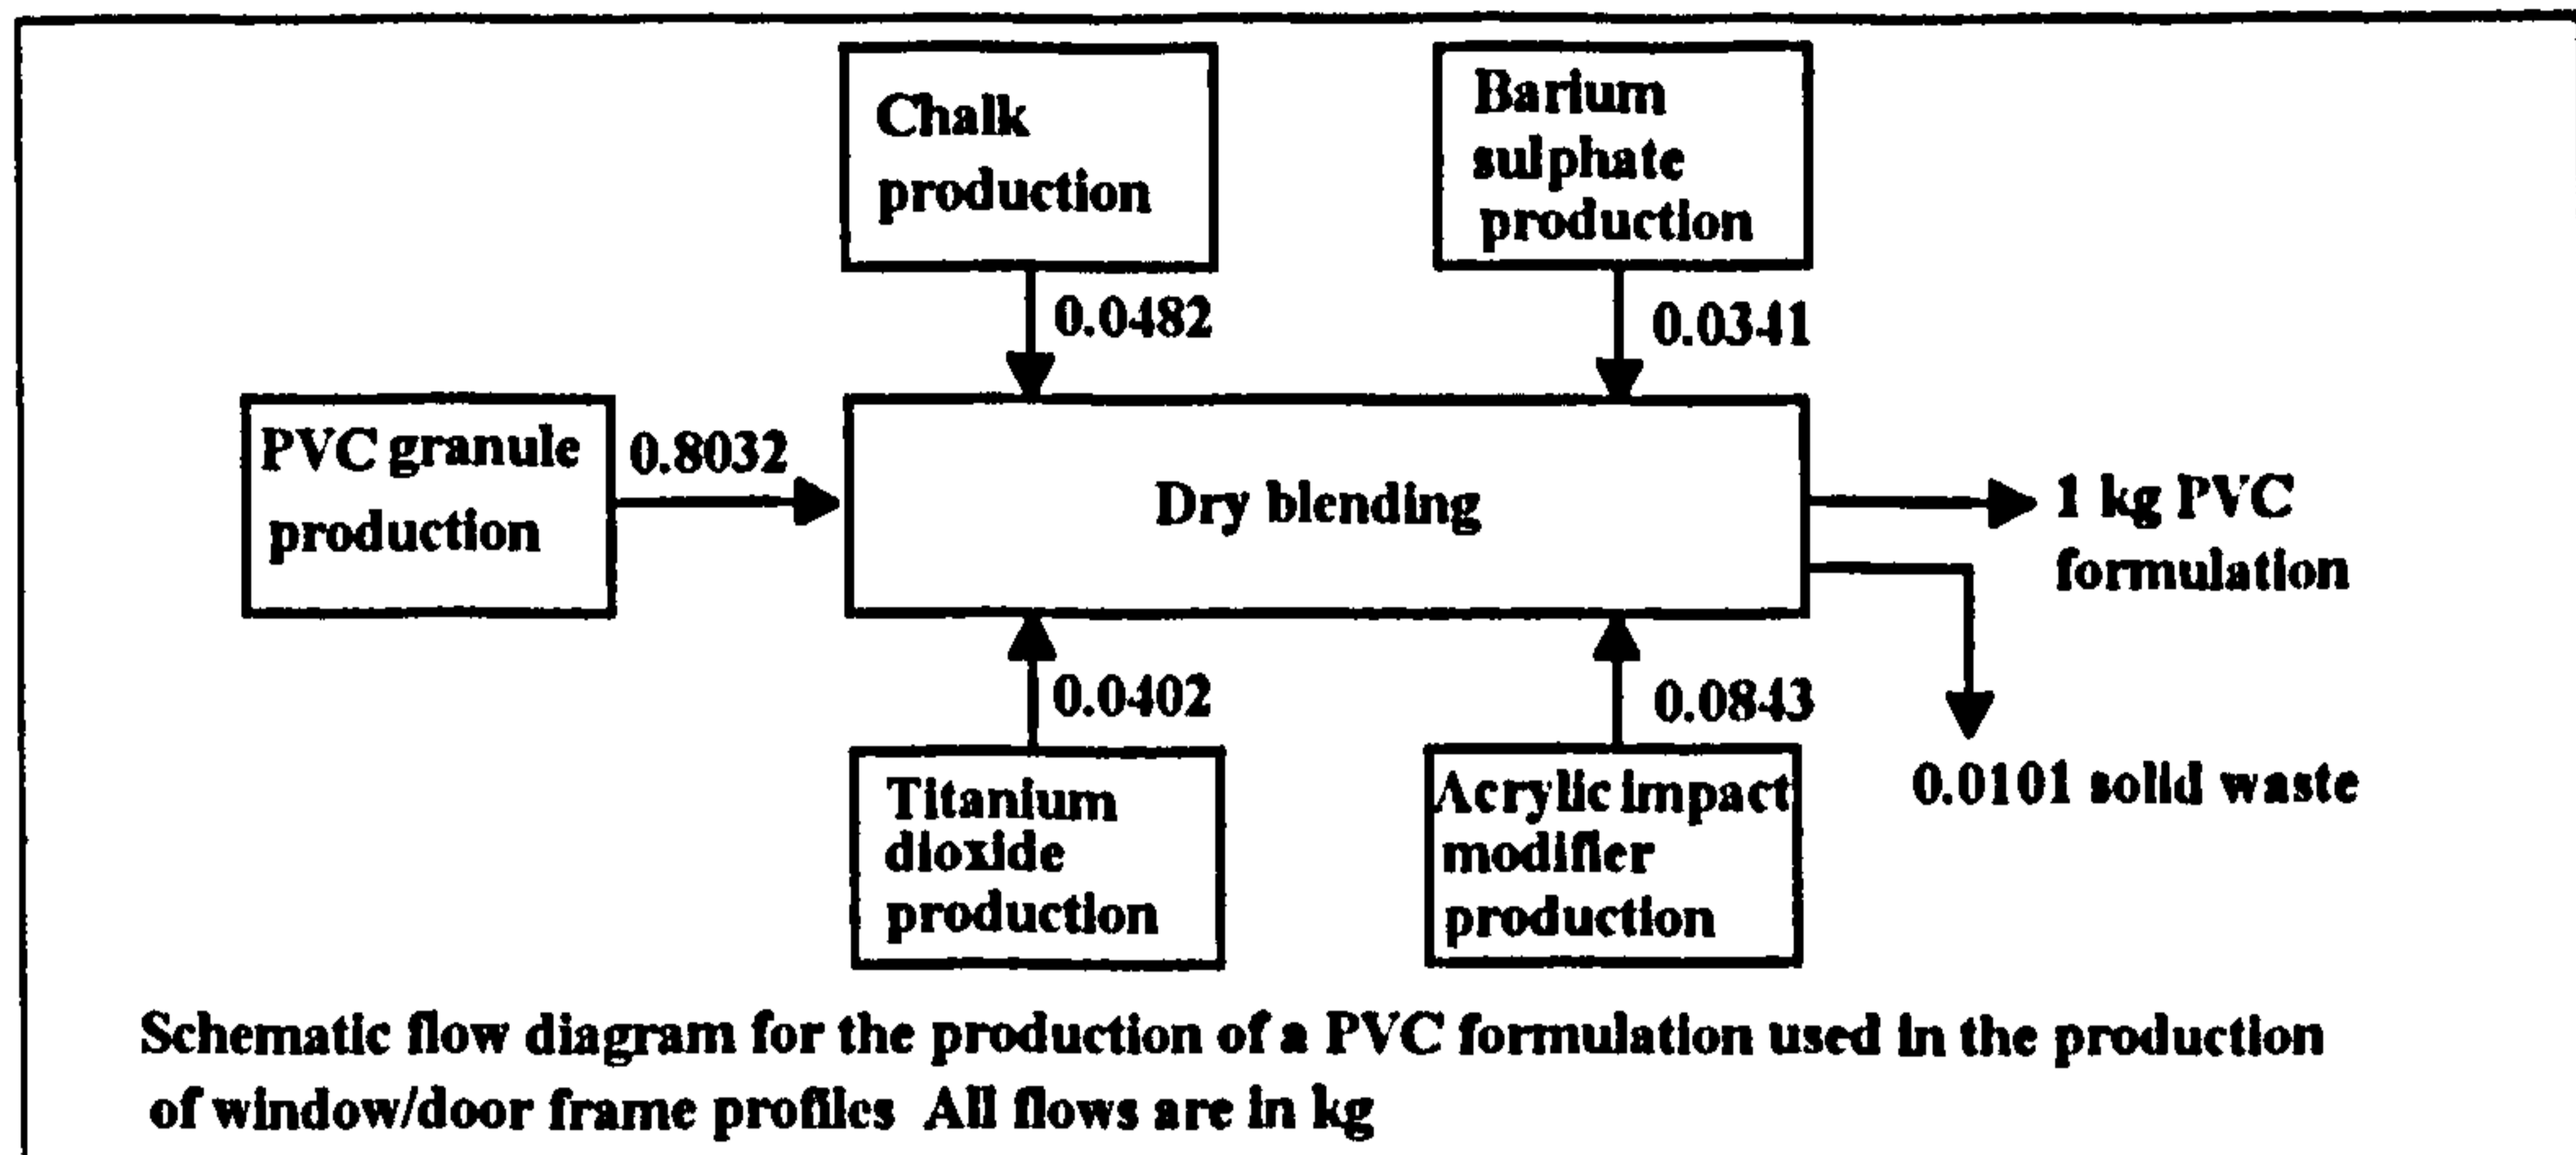 Chalk
production
Barium
sulphate
production
0.0482
0.0341
PVC granule
production
0.8032
Dry blending
1 kg PVC
formulation
0.0402
0.0843
Titanium
dioxide
production
Acrylic impact
modifier
production
0.0101 solid waste
Schematic flow diagram for the production of a PVC formulation used in the production
of window/door frame profiles All flows are in kg